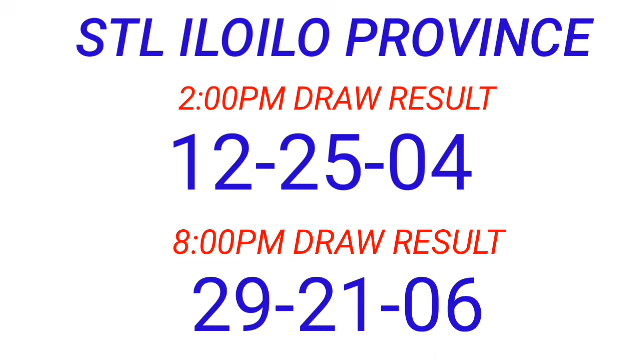 STL ILOILO PROVINCE
2:00PM DRAW RESULT
12-25-04
8:00PM DRAW RESULT
29-21-06